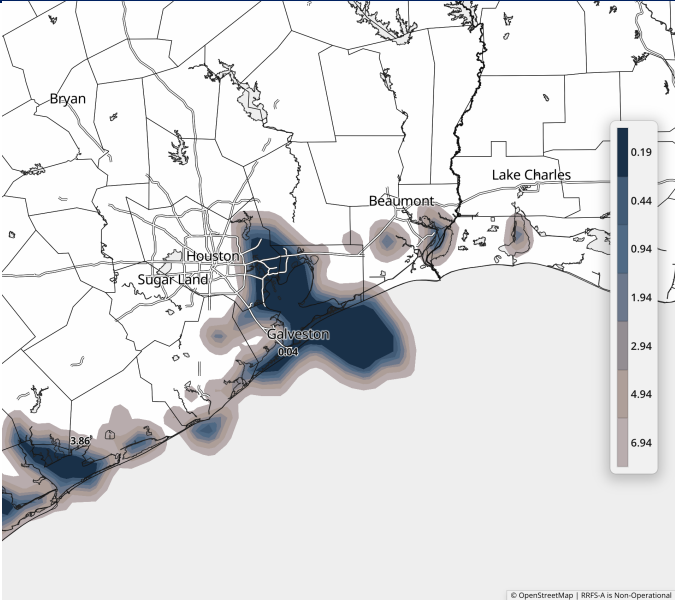 Bryan
Lake Charles
Beaumont
Houston
Sugar Land
Galveston
0.04
3.86
0.19
0.44
0.94
1.94
2.94
4.94
6.94
© OpenStreetMap | RRFS-A is Non-Operational